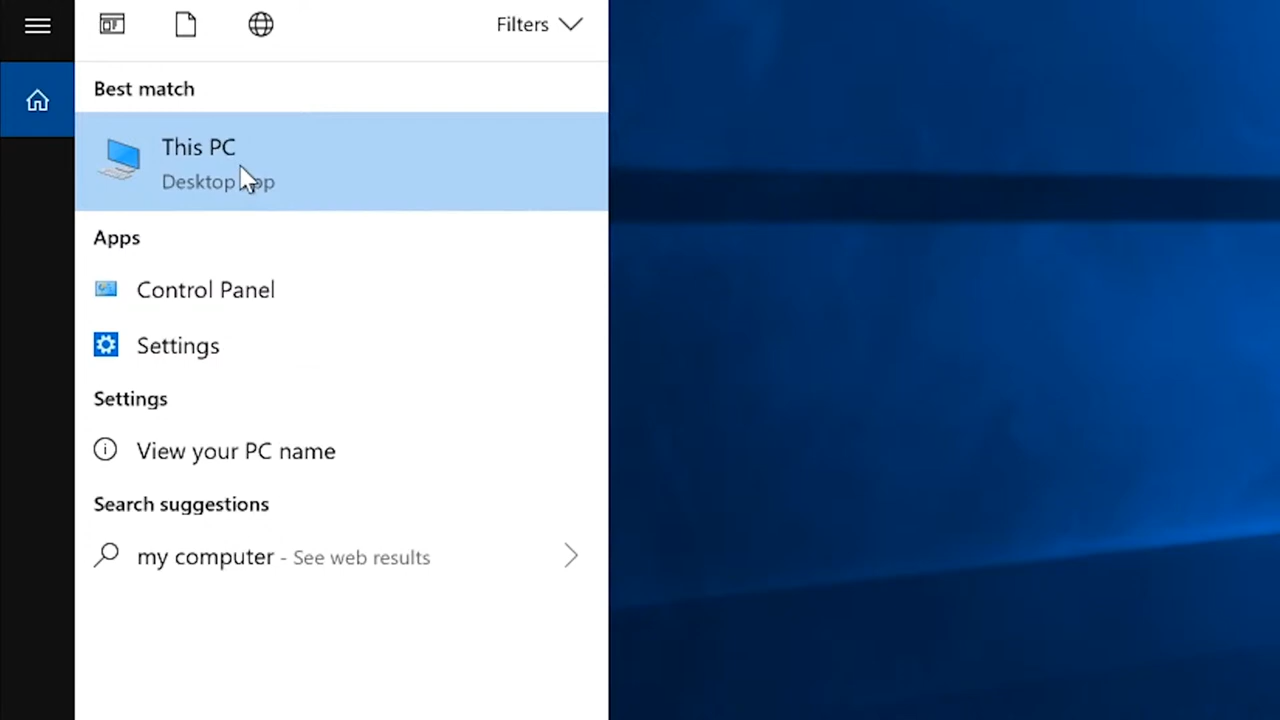 Filters
Best match
This PC
Desktop app
Apps
Control Panel
Settings
Settings
View your PC name
Search suggestions
my computer - See web results